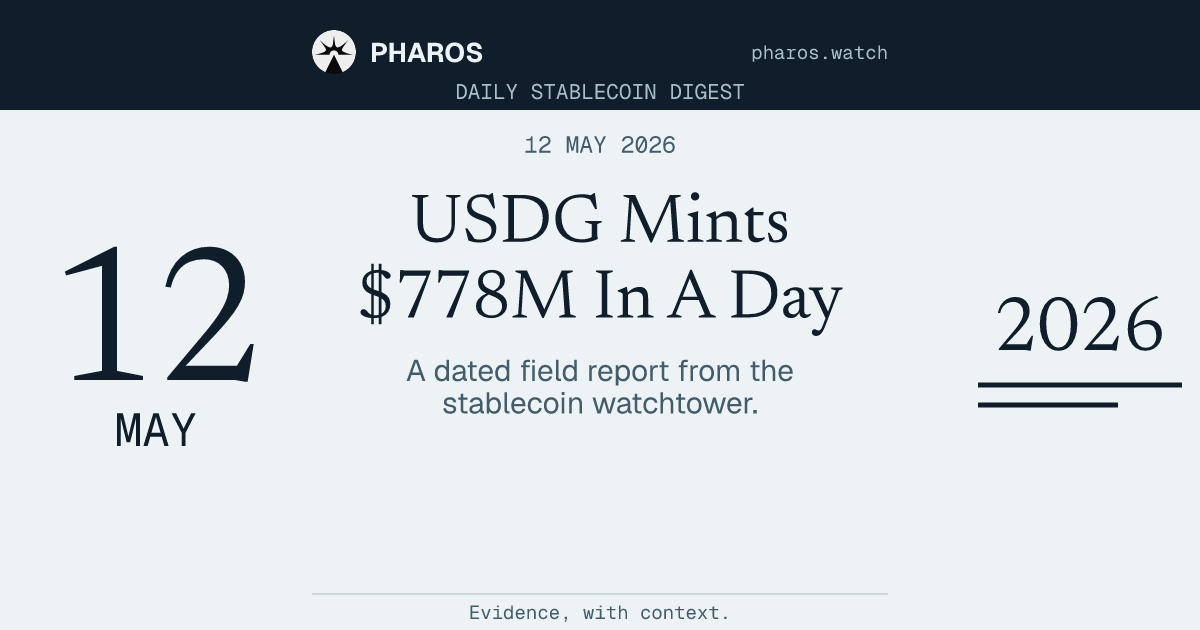 PHAROS
pharos.watch
DAILY STABLECOIN DIGEST
12 MAY 2026
12
MAY
USDG Mints
$778M In A Day
A dated field report from the
stablecoin watchtower.
2026
Evidence, with context.